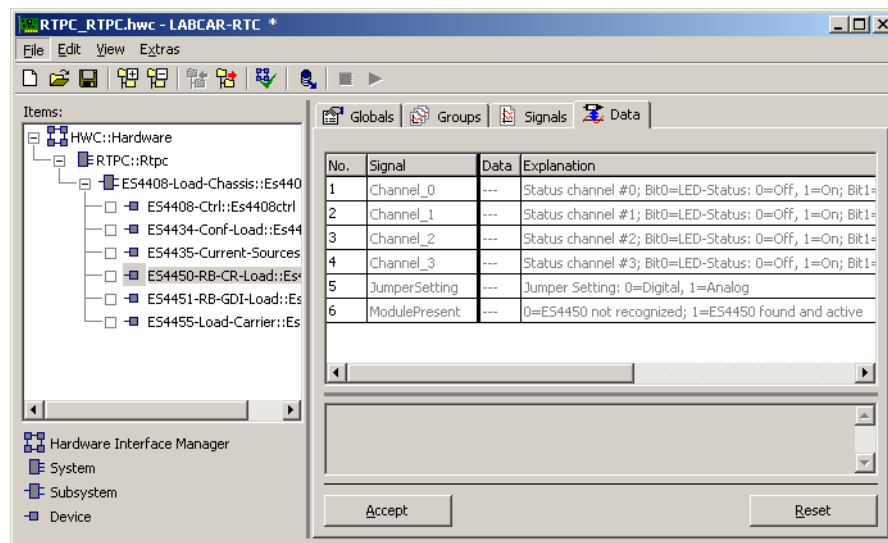 RTPC_RTPC.hwc - LABCAR-RTC *
File Edit View Extras
Items:
HWC::Hardware
RTPC::Rtpc
ES4408-Load-Chassis::Es440
ES4408-Ctrl::Es4408ctrl
ES4434-Conf-Load::Es44
ES4435-Current-Sources
ES4450-RB-CR-Load::Es4
ES4451-RB-GDI-Load::Es
ES4455-Load-Carrier::Es
Hardware Interface Manager
System
Subsystem
Device
Globals Groups Signals Data
No. Signal Data Explanation
1 Channel_0 --- Status channel #0; Bit0=LED-Status: 0=Off, 1=On; Bit1=
2 Channel_1 --- Status channel #1; Bit0=LED-Status: 0=Off, 1=On; Bit1=
3 Channel_2 --- Status channel #2; Bit0=LED-Status: 0=Off, 1=On; Bit1=
4 Channel_3 --- Status channel #3; Bit0=LED-Status: 0=Off, 1=On; Bit1=
5 JumperSetting --- Jumper Setting: 0=Digital, 1=Analog
6 ModulePresent --- 0=ES4450 not recognized; 1=ES4450 found and active
Accept Reset